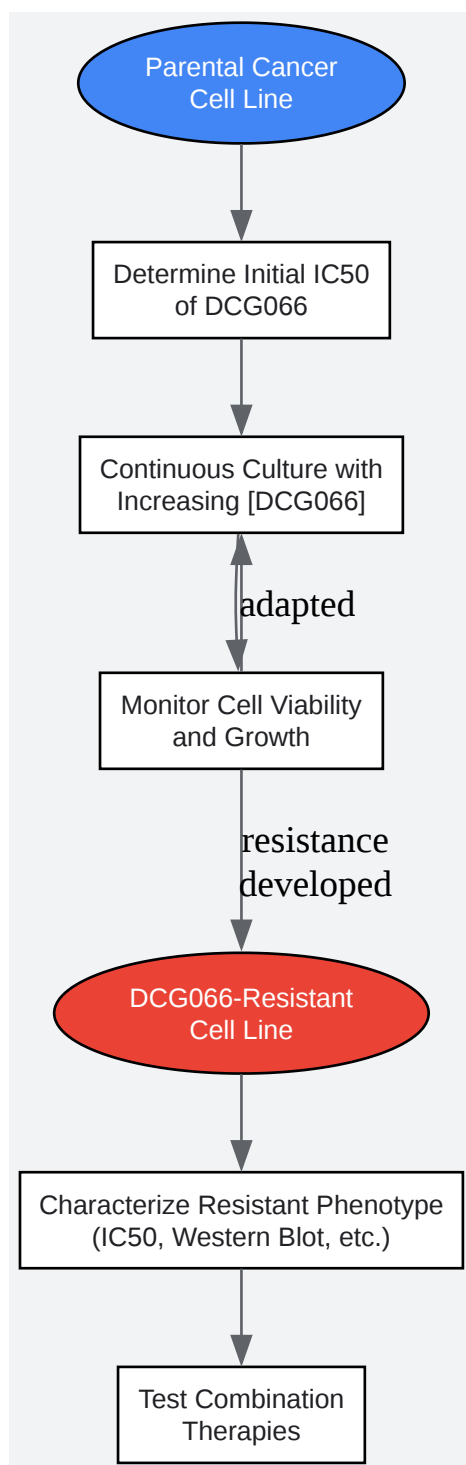 Parental Cancer
Cell Line
Determine Initial IC50
of DCG066
Continuous Culture with
Increasing [DCG066]
adapted
Monitor Cell Viability
and Growth
resistance
developed
DCG066-Resistant
Cell Line
Characterize Resistant Phenotype
(IC50, Western Blot, etc.)
Test Combination
Therapies